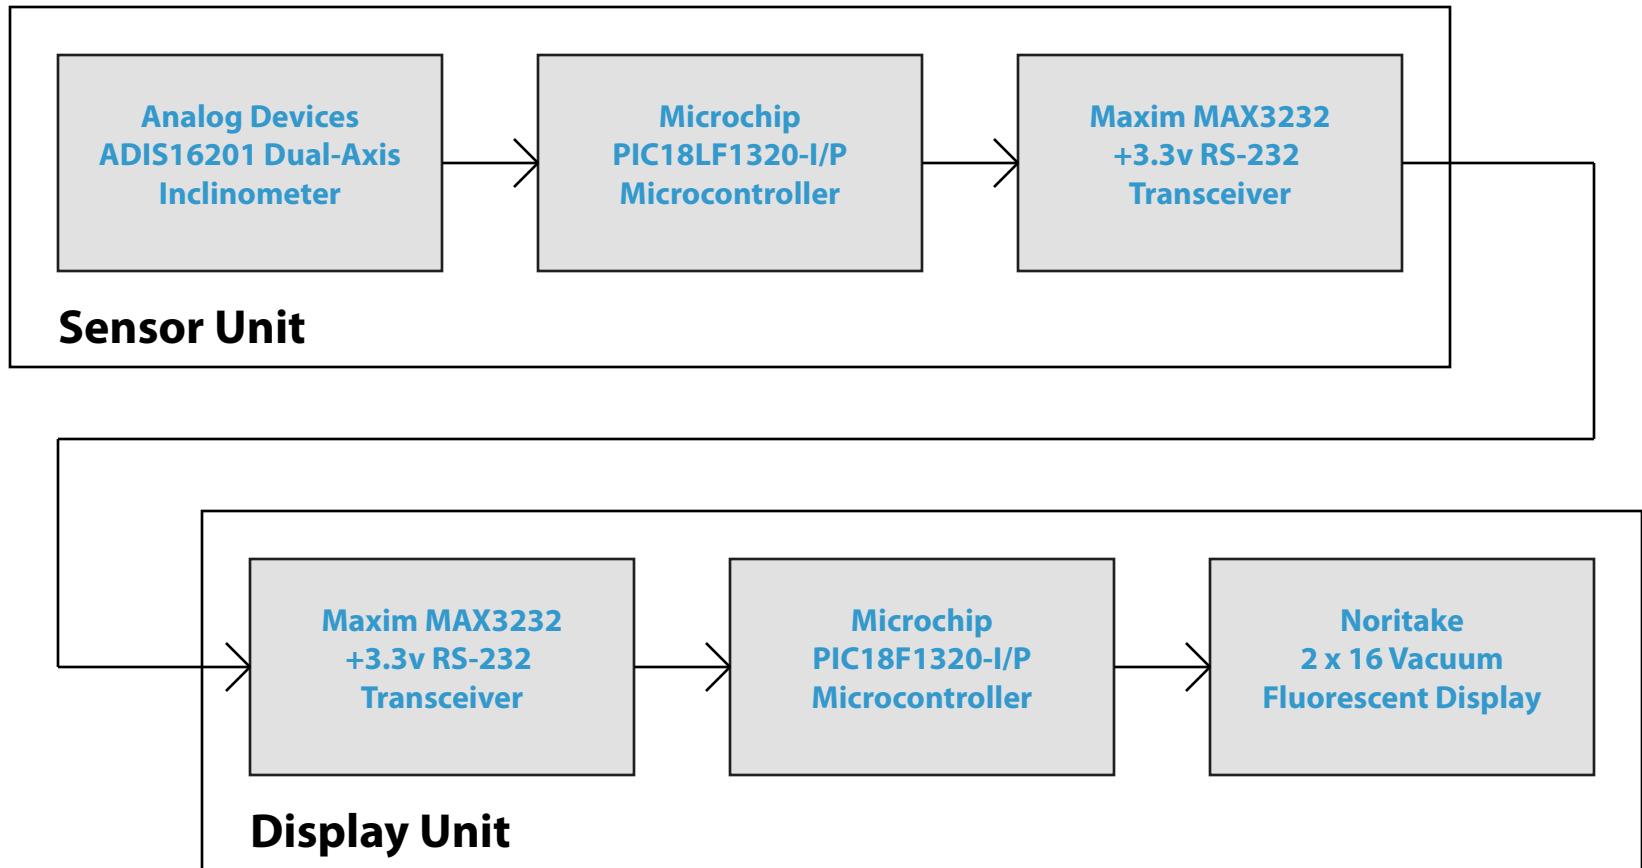 Analog Devices
ADIS16201 Dual-Axis
Inclinometer
Microchip
PIC18LF1320-I/P
Microcontroller
Maxim MAX3232
+3.3v RS-232
Transceiver
Sensor Unit
Maxim MAX3232
+3.3v RS-232
Transceiver
Microchip
PIC18F1320-I/P
Microcontroller
Noritake
2 x 16 Vacuum
Fluorescent Display
Display Unit